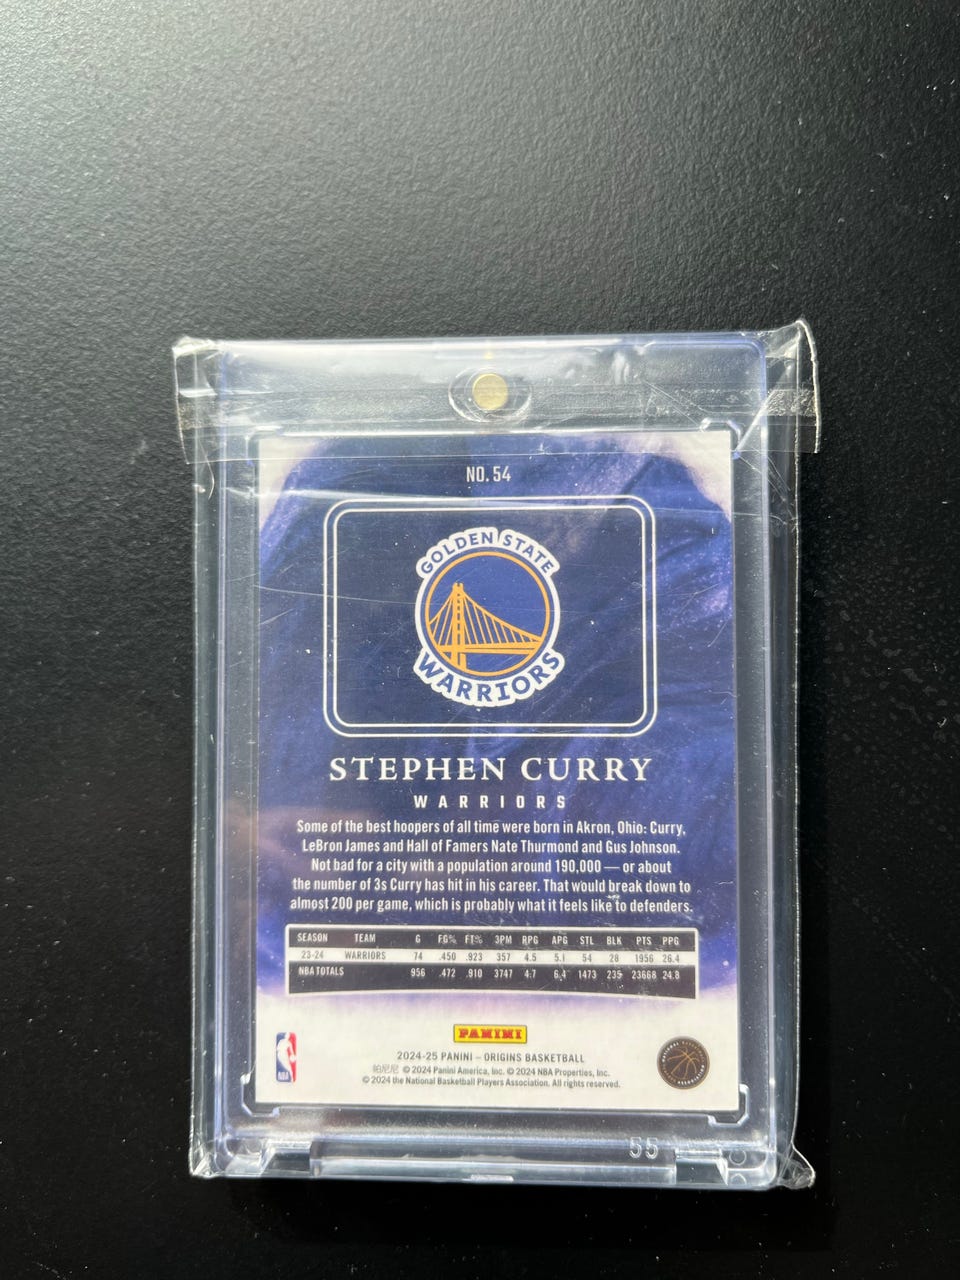 NO. 54
GOLDEN STATE
WARRIORS
STEPHEN CURRY
WARRIORS
Some of the best hoopers of all time were born in Akron, Ohio: Curry,
LeBron James and Hall of Famers Nate Thurmond and Gus Johnson.
Not bad for a city with a population around 190,000 — or about
the number of 3s Curry has hit in his career. That would break down to
almost 200 per game, which is probably what it feels like to defenders.
SEASON TEAM G FG% FT% 3PM RPG APG STL BLK PTS PPG
23-24 WARRIORS 74 .450 .923 357 4.5 5.1 54 28 1956 26.4
NBA TOTALS 956 .472 .910 3747 4.7 6.4 1473 235 23668 24.8
PANINI
2024-25 PANINI – ORIGINS BASKETBALL
帕尼尼 © 2024 Panini America, Inc. © 2024 NBA Properties, Inc.
© 2024 the National Basketball Players Association. All rights reserved.
NBA
NATIONAL BASKETBALL ASSOCIATION
55